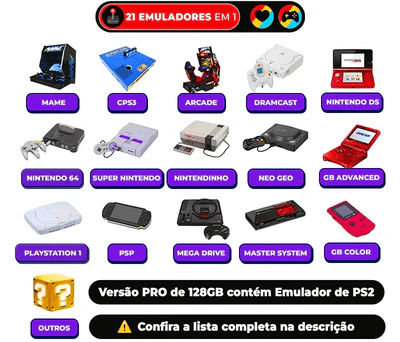 21 EMULADORES EM 1
MAME
CPS3
ARCADE
DRAMCAST
NINTENDO DS
NINTENDO 64
SUPER NINTENDO
NINTENDINHO
NEO GEO
GB ADVANCED
PLAYSTATION 1
PSP
MEGA DRIVE
MASTER SYSTEM
GB COLOR
Versão PRO de 128GB contém Emulador de PS2
OUTROS
Confira a lista completa na descrição